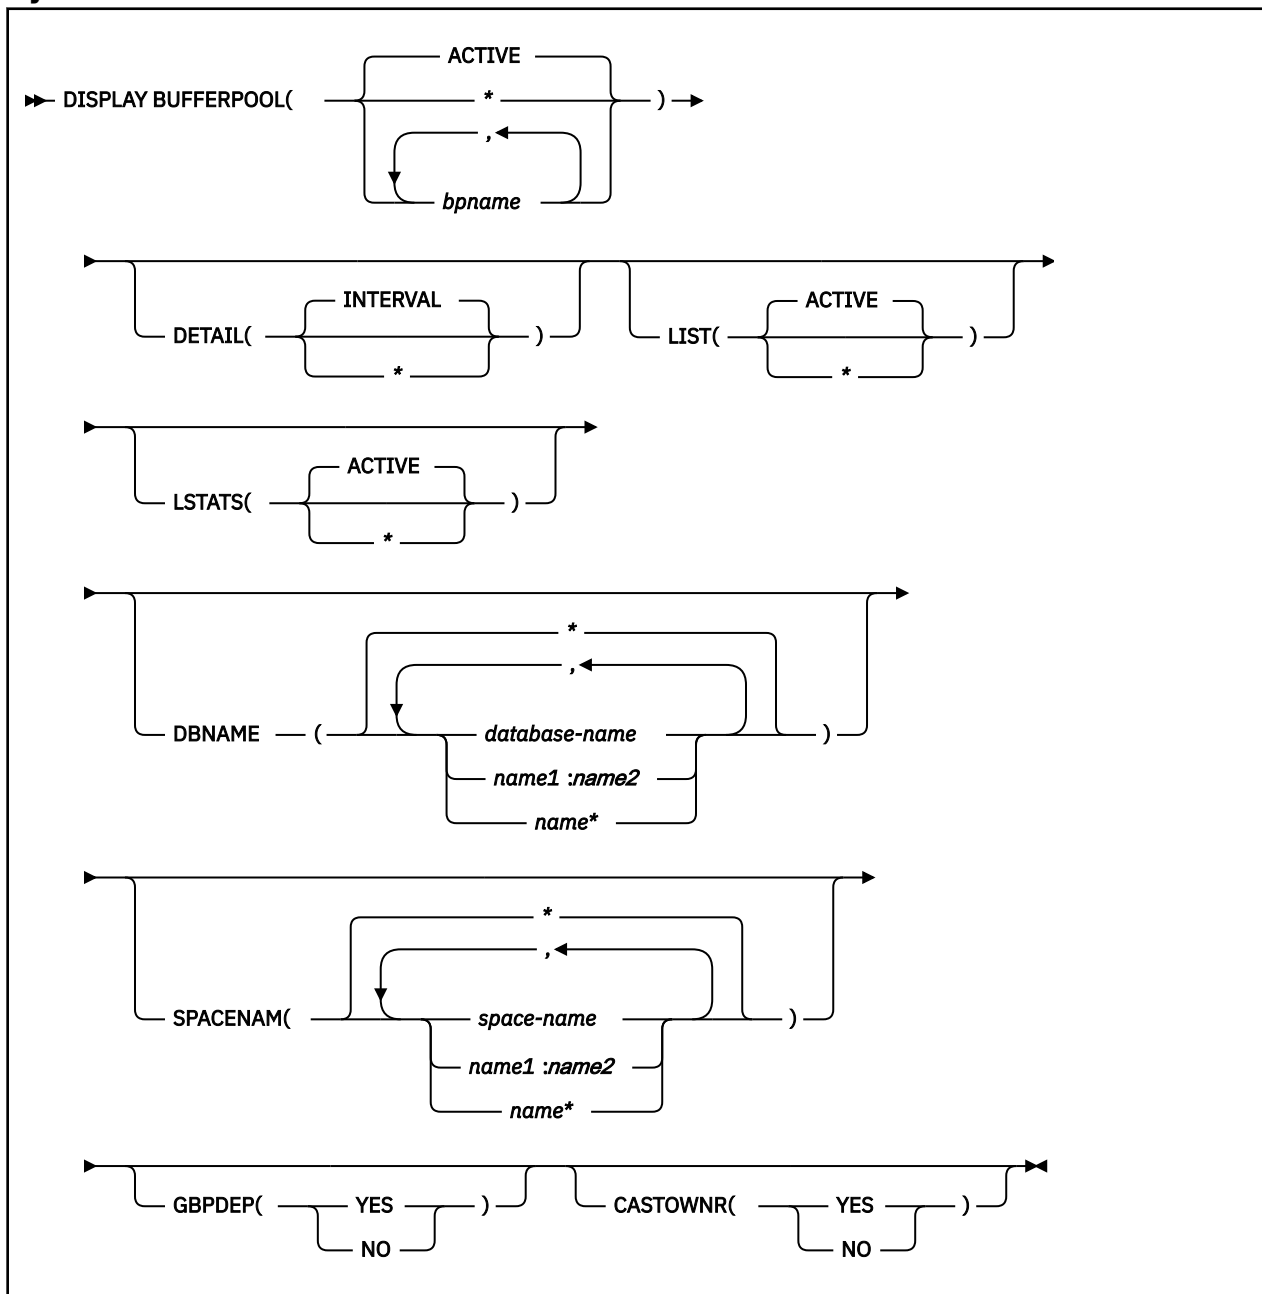 ACTIVE
DISPLAY BUFFERPOOL( * )
,
bpname
INTERVAL
ACTIVE
DETAIL( ) LIST( )
* *
ACTIVE
LSTATS( )
*
*
,
DBNAME ( database-name )
name1 :name2
name*
*
,
SPACENAM( space-name )
name1 :name2
name*
GBPDEP( YES ) CASTOWNR( YES )
NO NO